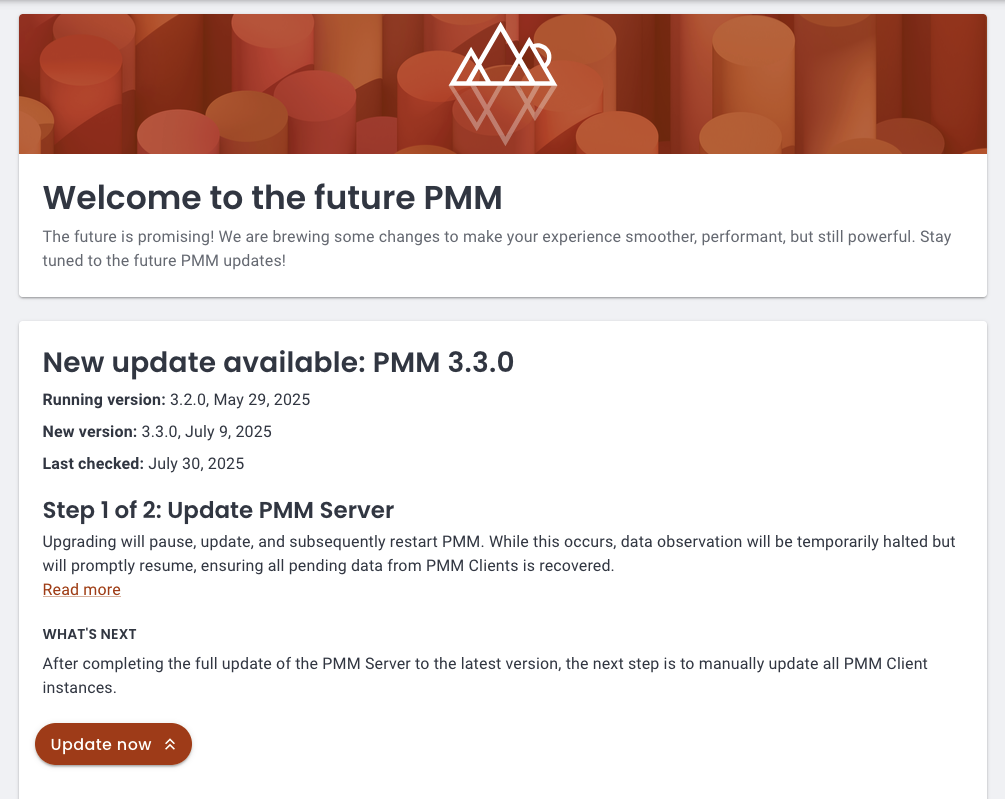 Welcome to the future PMM
The future is promising! We are brewing some changes to make your experience smoother, performant, but still powerful. Stay
tuned to the future PMM updates!
New update available: PMM 3.3.0
Running version: 3.2.0, May 29, 2025
New version: 3.3.0, July 9, 2025
Last checked: July 30, 2025
Step 1 of 2: Update PMM Server
Upgrading will pause, update, and subsequently restart PMM. While this occurs, data observation will be temporarily halted but
will promptly resume, ensuring all pending data from PMM Clients is recovered.
Read more
WHAT'S NEXT
After completing the full update of the PMM Server to the latest version, the next step is to manually update all PMM Client
instances.
Update now